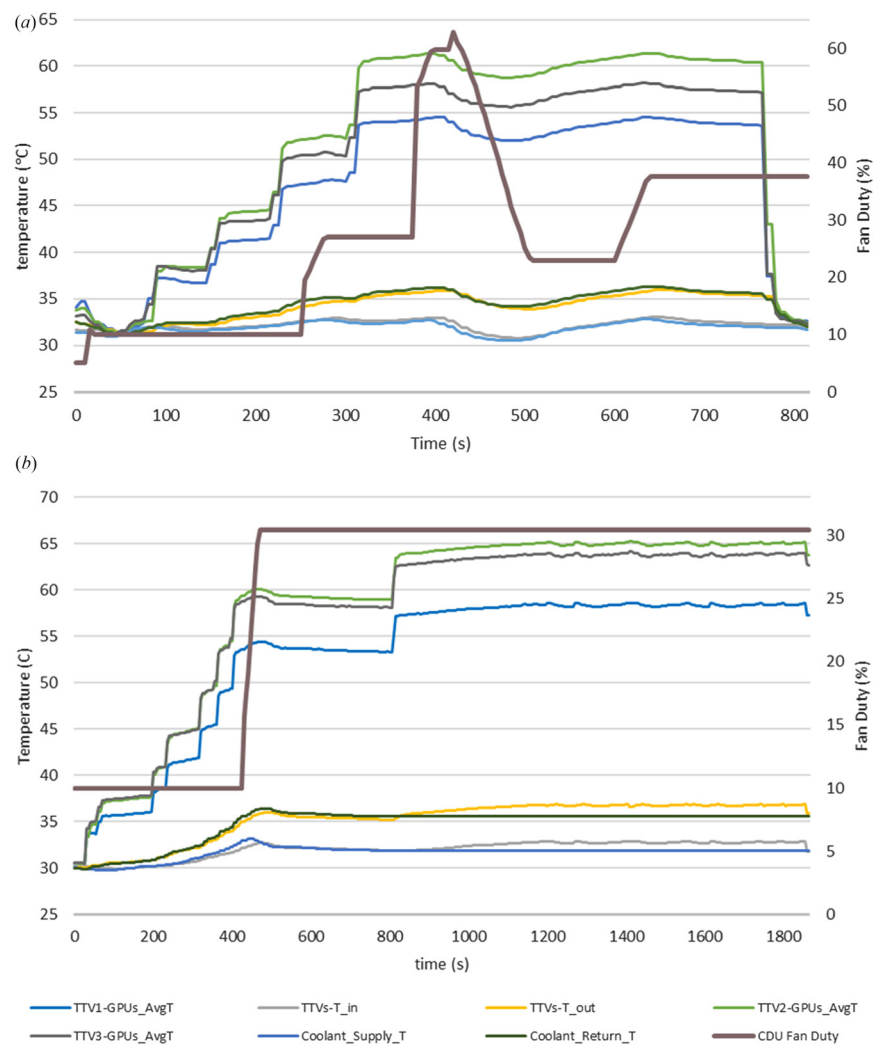 (a)
65
60
55
50
45
40
35
30
25
temperature (°C)
60
50
40
30
20
10
0
Fan Duty (%)
0 100 200 300 400 500 600 700 800
Time (s)
(b)
70
65
60
55
50
45
40
35
30
25
Temperature (C)
30
25
20
15
10
5
0
Fan Duty (%)
0 200 400 600 800 1000 1200 1400 1600 1800
time (s)
TTV1-GPUs_AvgT TTVs-T_in TTVs-T_out TTV2-GPUs_AvgT
TTV3-GPUs_AvgT Coolant_Supply_T Coolant_Return_T CDU Fan Duty